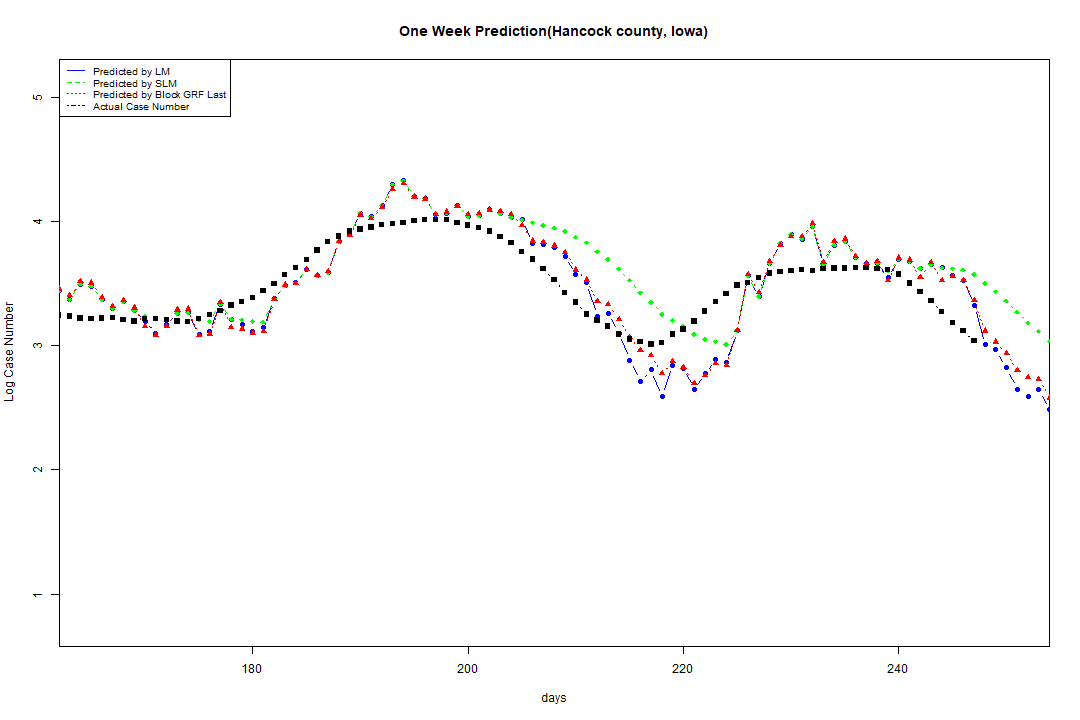 One Week Prediction(Hancock county, Iowa)
Predicted by LM
Predicted by SLM
Predicted by Block GRF Last
Actual Case Number
5
4
3
2
1
Log Case Number
180 200 220 240
days